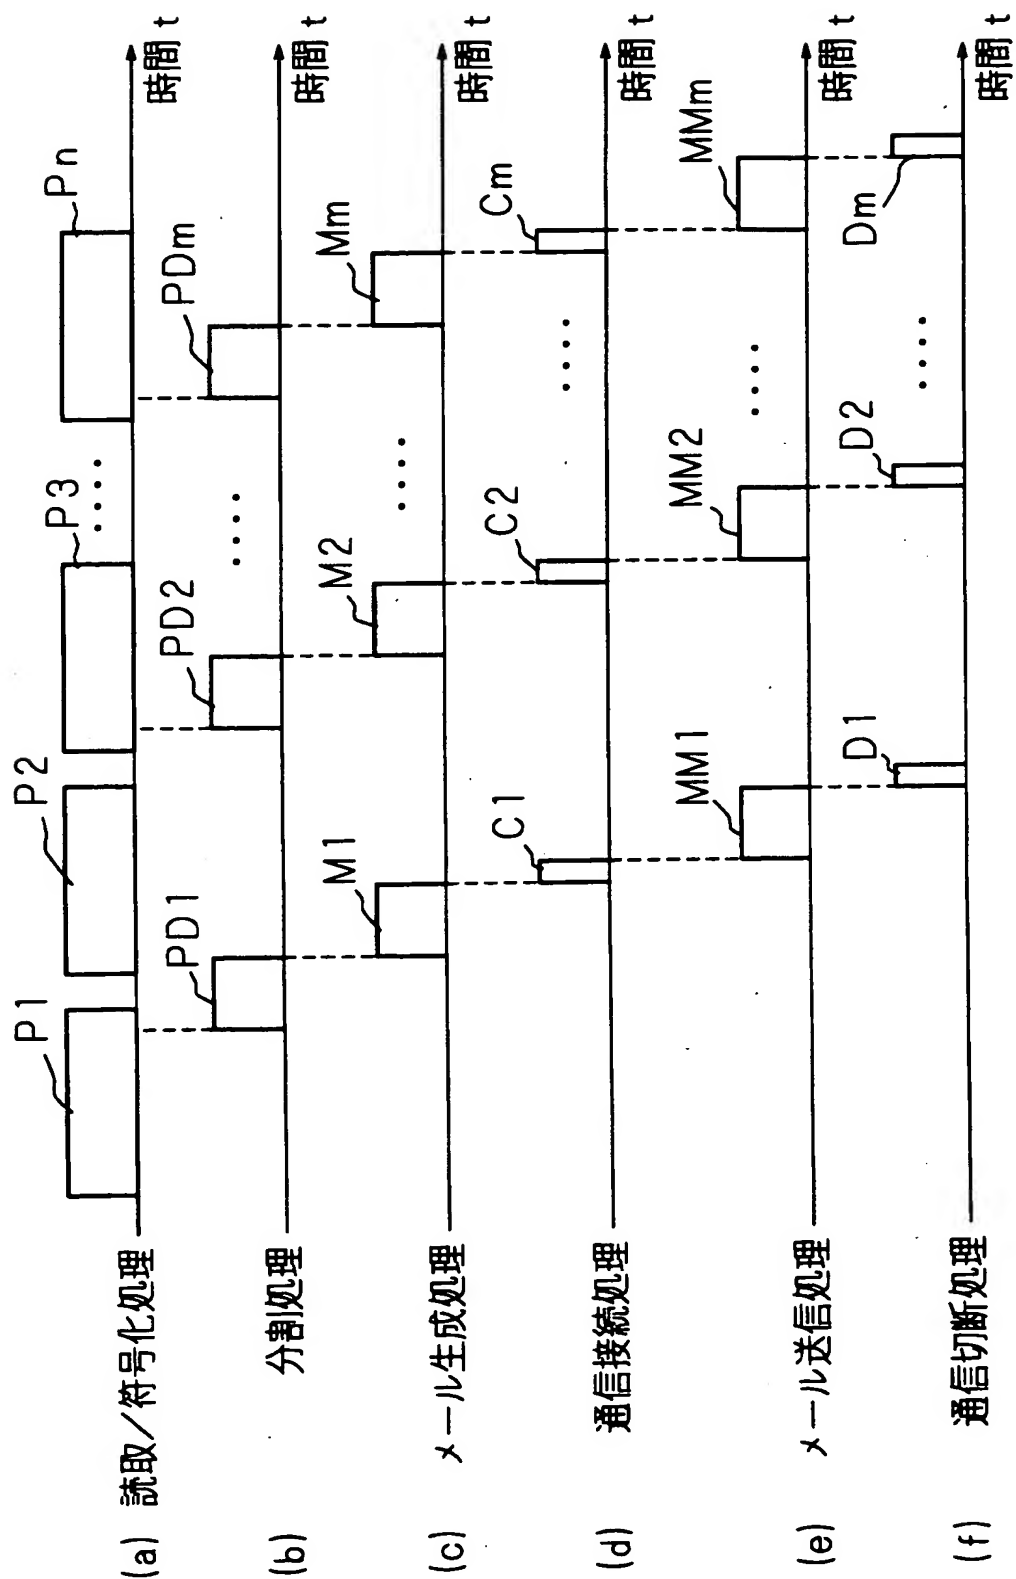 (a) 読取／符号化処理
P1
P2
P3
‥‥
Pn
時間 t
(b) 分割処理
PD1
PD2
‥‥
PDm
時間 t
(c) メール生成処理
M1
M2
‥‥
Mm
時間 t
(d) 通信接続処理
C1
C2
‥‥
Cm
時間 t
(e) メール送信処理
MM1
MM2
‥‥
MMm
時間 t
(f) 通信切断処理
D1
D2
‥‥
Dm
時間 t